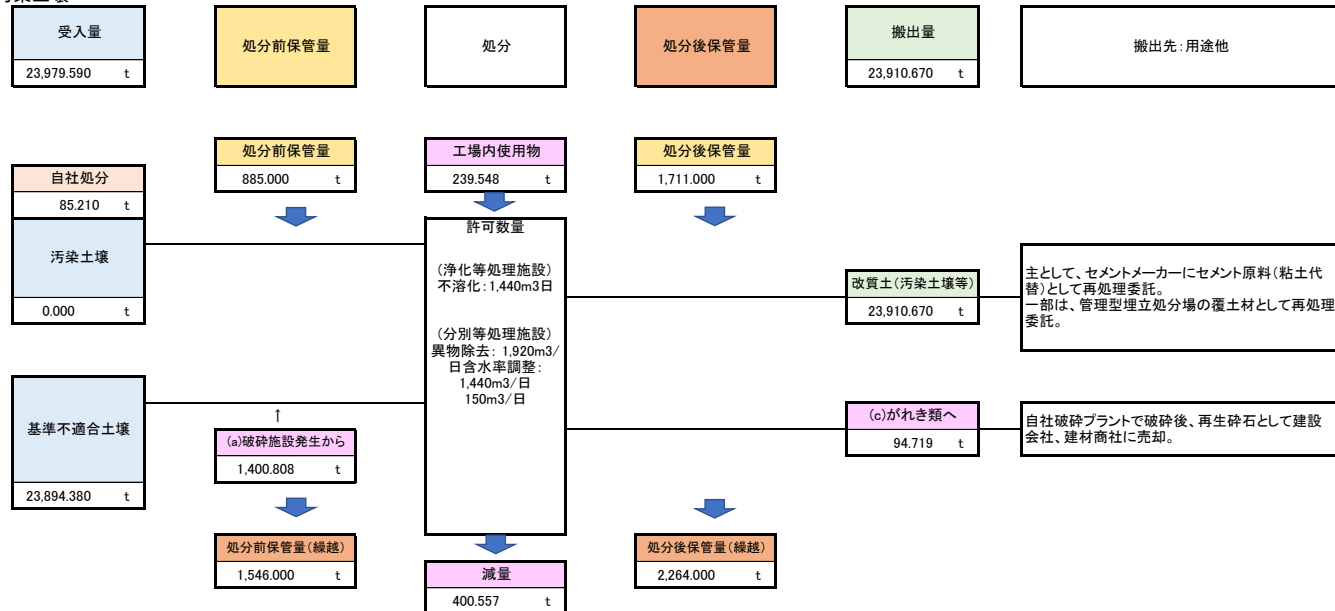 汚染土壌
受入量
23,979.590 t
処分前保管量
処分
処分後保管量
搬出量
23,910.670 t
搬出先:用途他
処分前保管量
885.000 t
工場内使用物
239.548 t
処分後保管量
1,711.000 t
自社処分
85.210 t
汚染土壌
0.000 t
許可数量
(浄化等処理施設)
不溶化:1,440m3日
(分別等処理施設)
異物除去: 1,920m3/
日含水率調整:
1,440m3/日
150m3/日
改質土(汚染土壌等)
23,910.670 t
主として、セメントメーカーにセメント原料(粘土代
替)として再処理委託。
一部は、管理型埋立処分場の覆土材として再処理
委託。
基準不適合土壌
23,894.380 t
↑
(a)破砕施設発生から
1,400.808 t
(c)がれき類へ
94.719 t
自社破砕プラントで破砕後、再生砕石として建設
会社、建材商社に売却。
処分前保管量(繰越)
1,546.000 t
減量
400.557 t
処分後保管量(繰越)
2,264.000 t